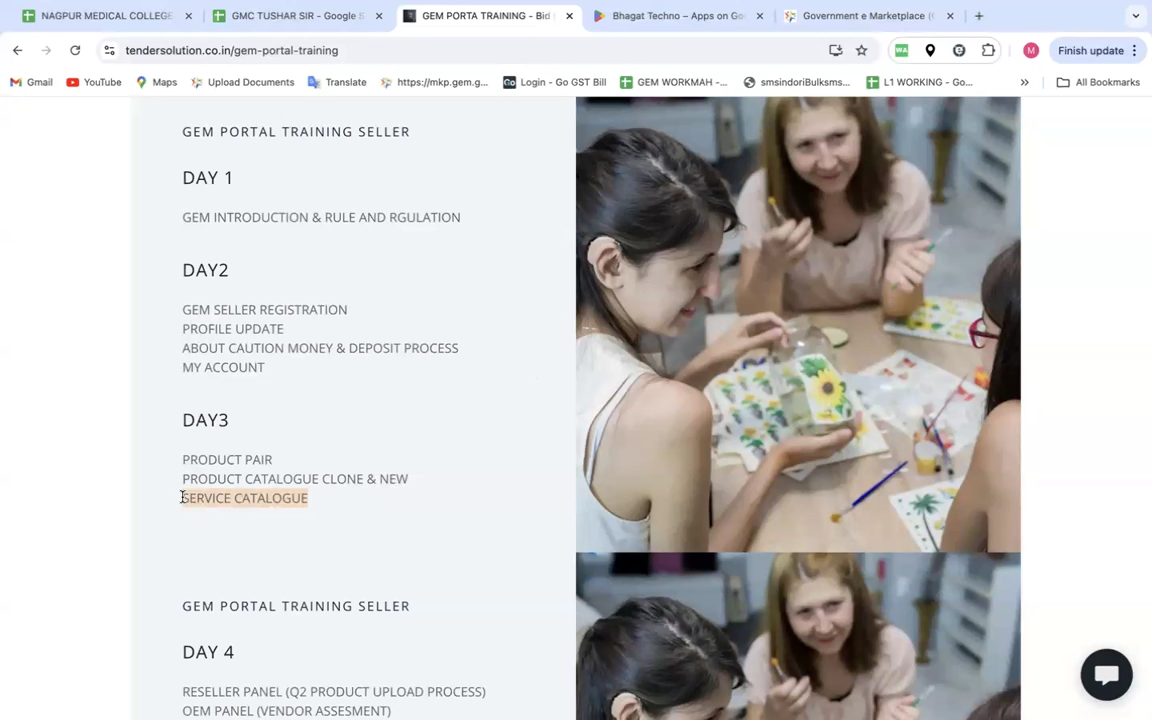 NAGPUR MEDICAL COLLEGE
GMC TUSHAR SIR - Google S
GEM PORTA TRAINING - Bid
Bhagat Techno – Apps on Go
Government e Marketplace (
tendersolution.co.in/gem-portal-training
WA
M
Finish update
Gmail
YouTube
Maps
Upload Documents
Translate
https://mkp.gem.g...
Go
Login - Go GST Bill
GEM WORKMAH -...
smsindoriBulksms...
L1 WORKING - Go...
»
All Bookmarks
GEM PORTAL TRAINING SELLER
DAY 1
GEM INTRODUCTION & RULE AND RGULATION
DAY2
GEM SELLER REGISTRATION
PROFILE UPDATE
ABOUT CAUTION MONEY & DEPOSIT PROCESS
MY ACCOUNT
DAY3
PRODUCT PAIR
PRODUCT CATALOGUE CLONE & NEW
SERVICE CATALOGUE
GEM PORTAL TRAINING SELLER
DAY 4
RESELLER PANEL (Q2 PRODUCT UPLOAD PROCESS)
OEM PANEL (VENDOR ASSESMENT)